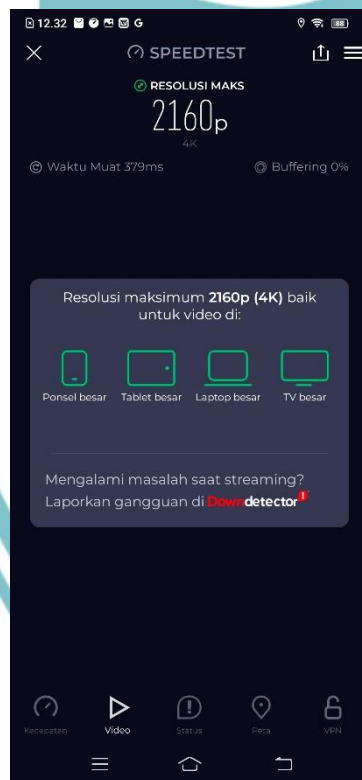 12.32 G 88
SPEEDTEST
RESOLUSI MAKS
2160p
4K
Waktu Muat 379ms Buffering 0%
Resolusi maksimum 2160p (4K) baik
untuk video di:
Ponsel besar Tablet besar Laptop besar TV besar
Mengalami masalah saat streaming?
Laporkan gangguan di Downdetector
Kecepatan Video Status Peta VPN